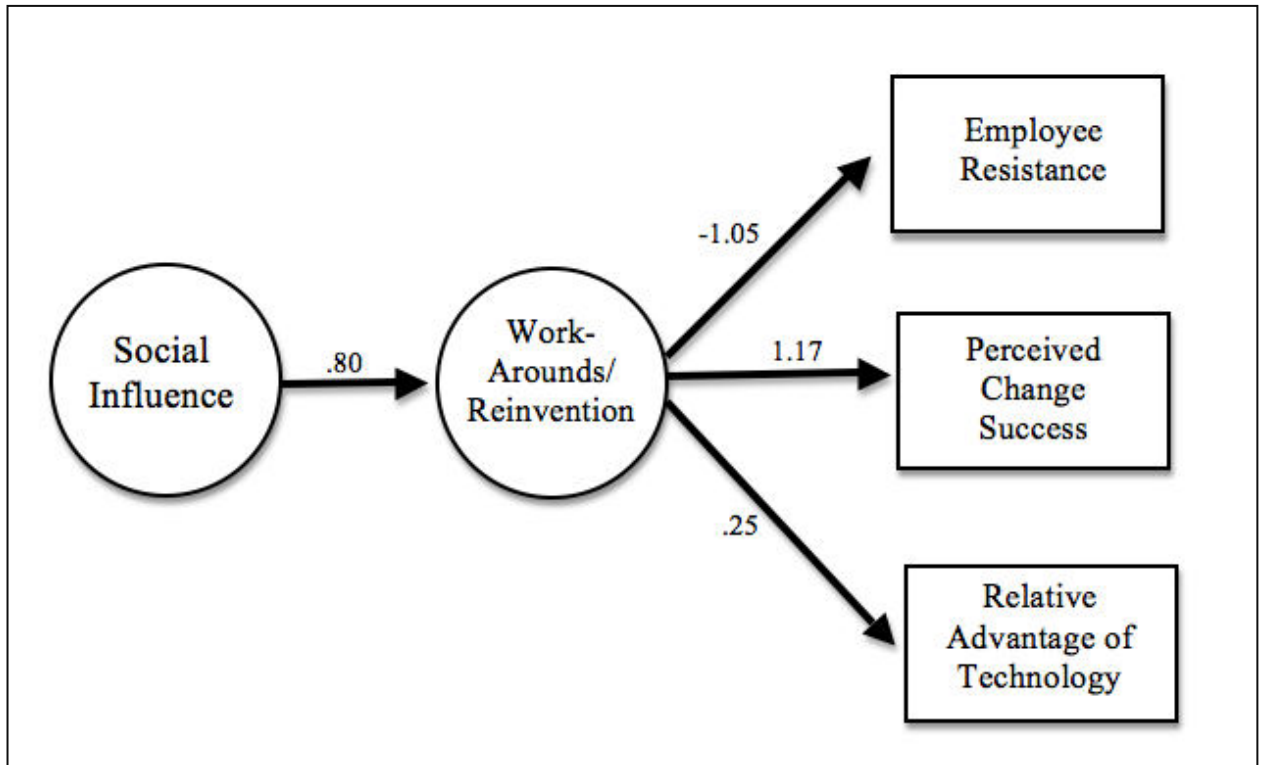 Social
Influence
.80
Work-
Arounds/
Reinvention
-1.05
1.17
.25
Employee
Resistance
Perceived
Change
Success
Relative
Advantage of
Technology